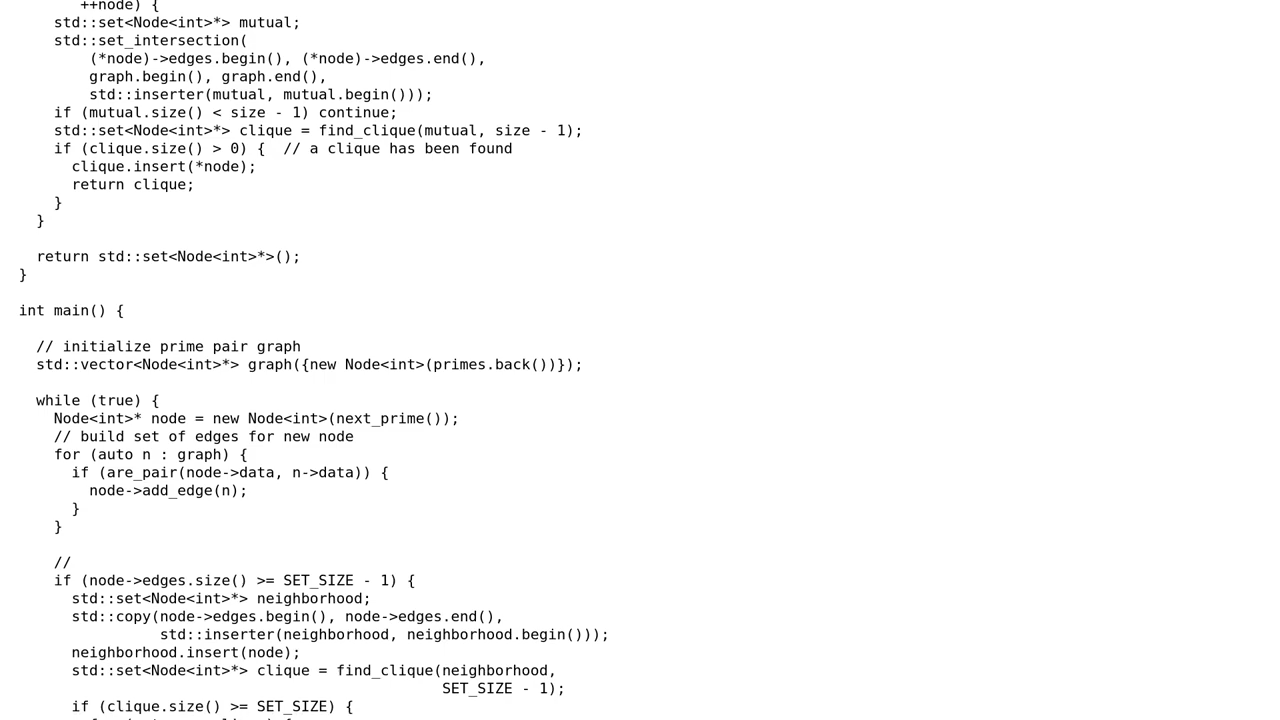 ++node) {
    std::set<Node<int>*> mutual;
    std::set_intersection(
        (*node)->edges.begin(), (*node)->edges.end(),
        graph.begin(), graph.end(),
        std::inserter(mutual, mutual.begin()));
    if (mutual.size() < size - 1) continue;
    std::set<Node<int>*> clique = find_clique(mutual, size - 1);
    if (clique.size() > 0) {  // a clique has been found
      clique.insert(*node);
      return clique;
    }
  }

  return std::set<Node<int>*>();
}

int main() {

  // initialize prime pair graph
  std::vector<Node<int>*> graph({new Node<int>(primes.back())});

  while (true) {
    Node<int>* node = new Node<int>(next_prime());
    // build set of edges for new node
    for (auto n : graph) {
      if (are_pair(node->data, n->data)) {
        node->add_edge(n);
      }
    }

    //
    if (node->edges.size() >= SET_SIZE - 1) {
      std::set<Node<int>*> neighborhood;
      std::copy(node->edges.begin(), node->edges.end(),
                std::inserter(neighborhood, neighborhood.begin()));
      neighborhood.insert(node);
      std::set<Node<int>*> clique = find_clique(neighborhood,
                                                SET_SIZE - 1);
      if (clique.size() >= SET_SIZE) {